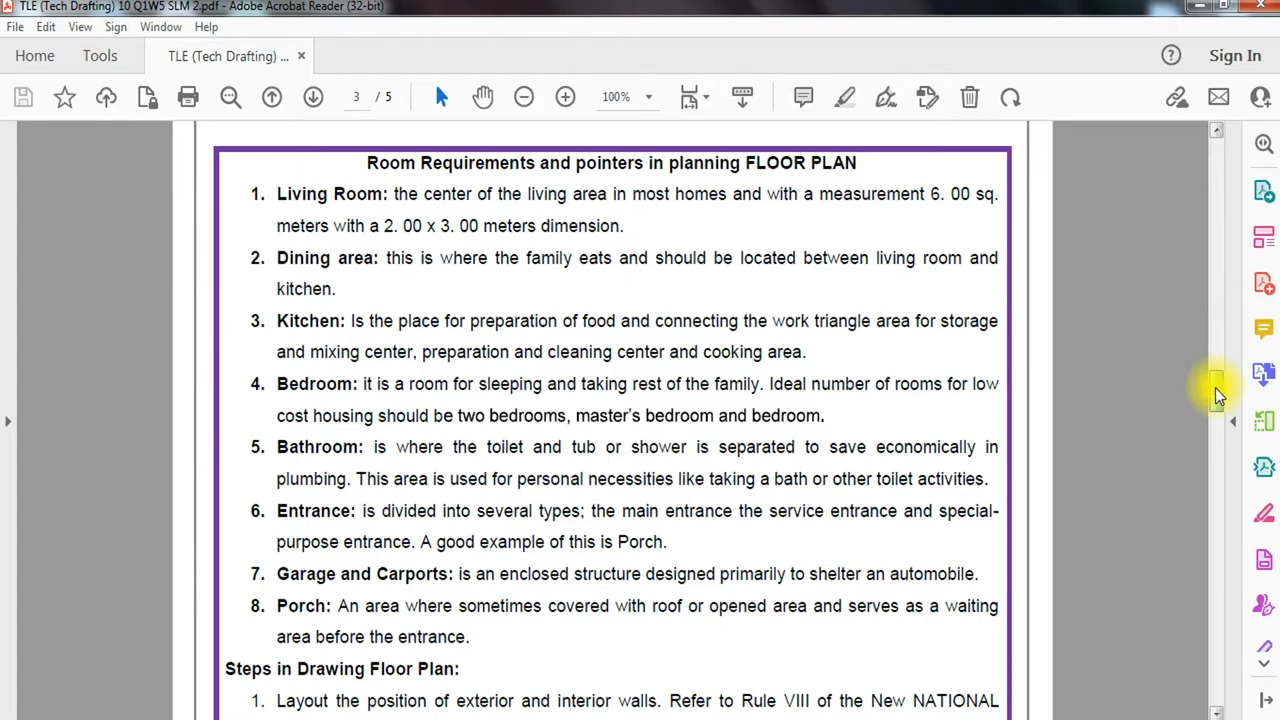 TLE (Tech Drafting) 10 Q1W5 SLM 2.pdf - Adobe Acrobat Reader (32-bit)
File Edit View Sign Window Help
Home Tools TLE (Tech Drafting) ... × Sign In
3 / 5 100%
Room Requirements and pointers in planning FLOOR PLAN
1. Living Room: the center of the living area in most homes and with a measurement 6. 00 sq.
meters with a 2. 00 x 3. 00 meters dimension.
2. Dining area: this is where the family eats and should be located between living room and
kitchen.
3. Kitchen: Is the place for preparation of food and connecting the work triangle area for storage
and mixing center, preparation and cleaning center and cooking area.
4. Bedroom: it is a room for sleeping and taking rest of the family. Ideal number of rooms for low
cost housing should be two bedrooms, master's bedroom and bedroom.
5. Bathroom: is where the toilet and tub or shower is separated to save economically in
plumbing. This area is used for personal necessities like taking a bath or other toilet activities.
6. Entrance: is divided into several types; the main entrance the service entrance and special-
purpose entrance. A good example of this is Porch.
7. Garage and Carports: is an enclosed structure designed primarily to shelter an automobile.
8. Porch: An area where sometimes covered with roof or opened area and serves as a waiting
area before the entrance.
Steps in Drawing Floor Plan:
1. Layout the position of exterior and interior walls. Refer to Rule VIII of the New NATIONAL